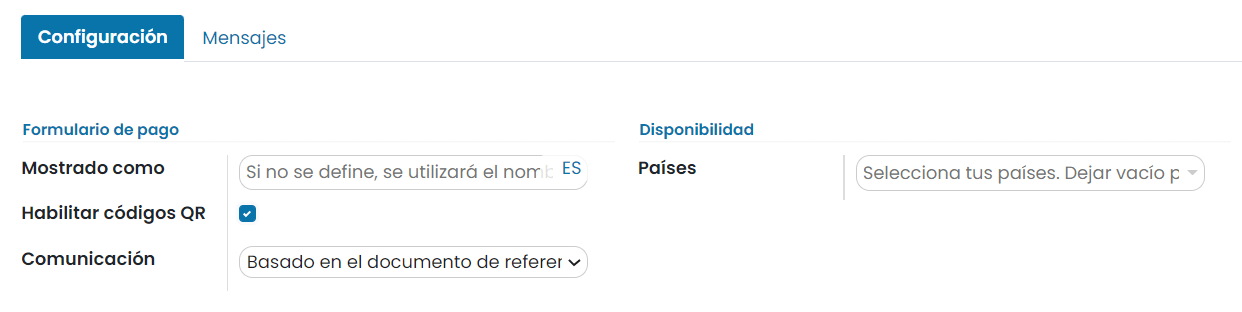 Configuración Mensajes
Formulario de pago Disponibilidad
Mostrado como Si no se define, se utilizará el nomb ES Países Selecciona tus países. Dejar vacío p
Habilitar códigos QR
Comunicación Basado en el documento de referen